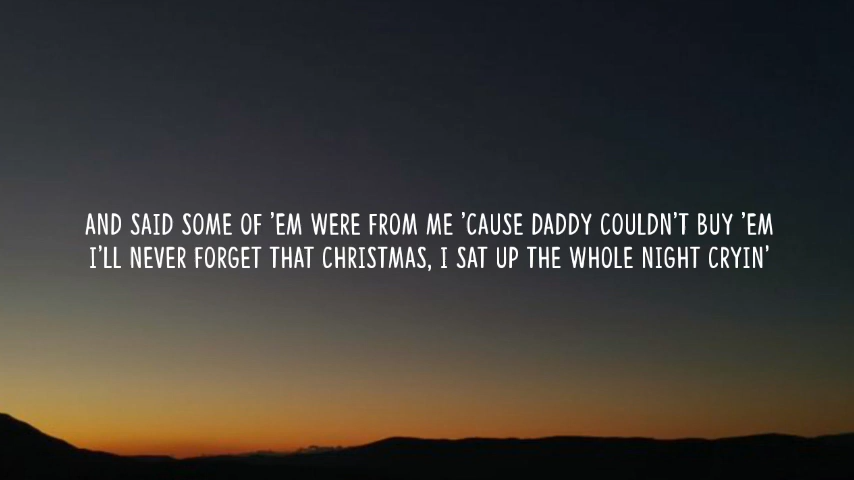 AND SAID SOME OF 'EM WERE FROM ME 'CAUSE DADDY COULDN'T BUY 'EM
I'LL NEVER FORGET THAT CHRISTMAS, I SAT UP THE WHOLE NIGHT CRYIN'